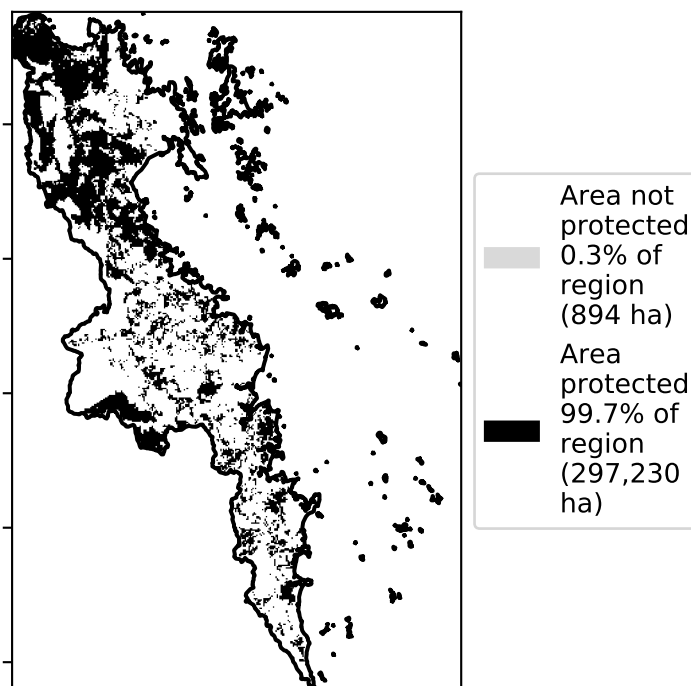 Area not
protected
0.3% of
region
(894 ha)
Area
protected
99.7% of
region
(297,230
ha)